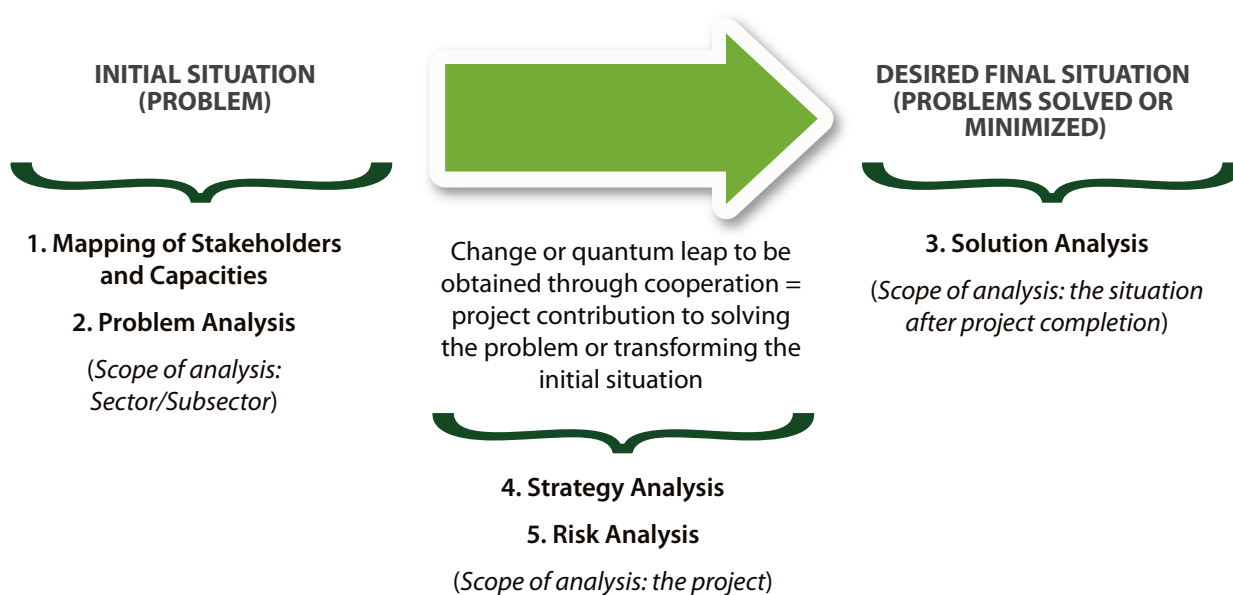 INITIAL SITUATION
(PROBLEM)
1. Mapping of Stakeholders
and Capacities
2. Problem Analysis
(Scope of analysis:
Sector/Subsector)
Change or quantum leap to be
obtained through cooperation =
project contribution to solving
the problem or transforming the
initial situation
4. Strategy Analysis
5. Risk Analysis
(Scope of analysis: the project)
DESIRED FINAL SITUATION
(PROBLEMS SOLVED OR
MINIMIZED)
3. Solution Analysis
(Scope of analysis: the situation
after project completion)